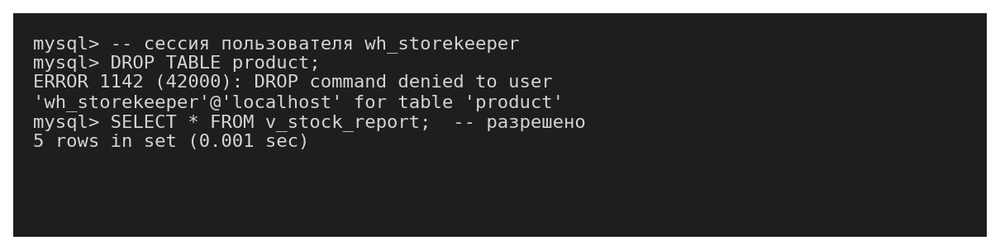 mysql> -- сессия пользователя wh_storekeeper
mysql> DROP TABLE product;
ERROR 1142 (42000): DROP command denied to user
'wh_storekeeper'@'localhost' for table 'product'
mysql> SELECT * FROM v_stock_report;  -- разрешено
5 rows in set (0.001 sec)